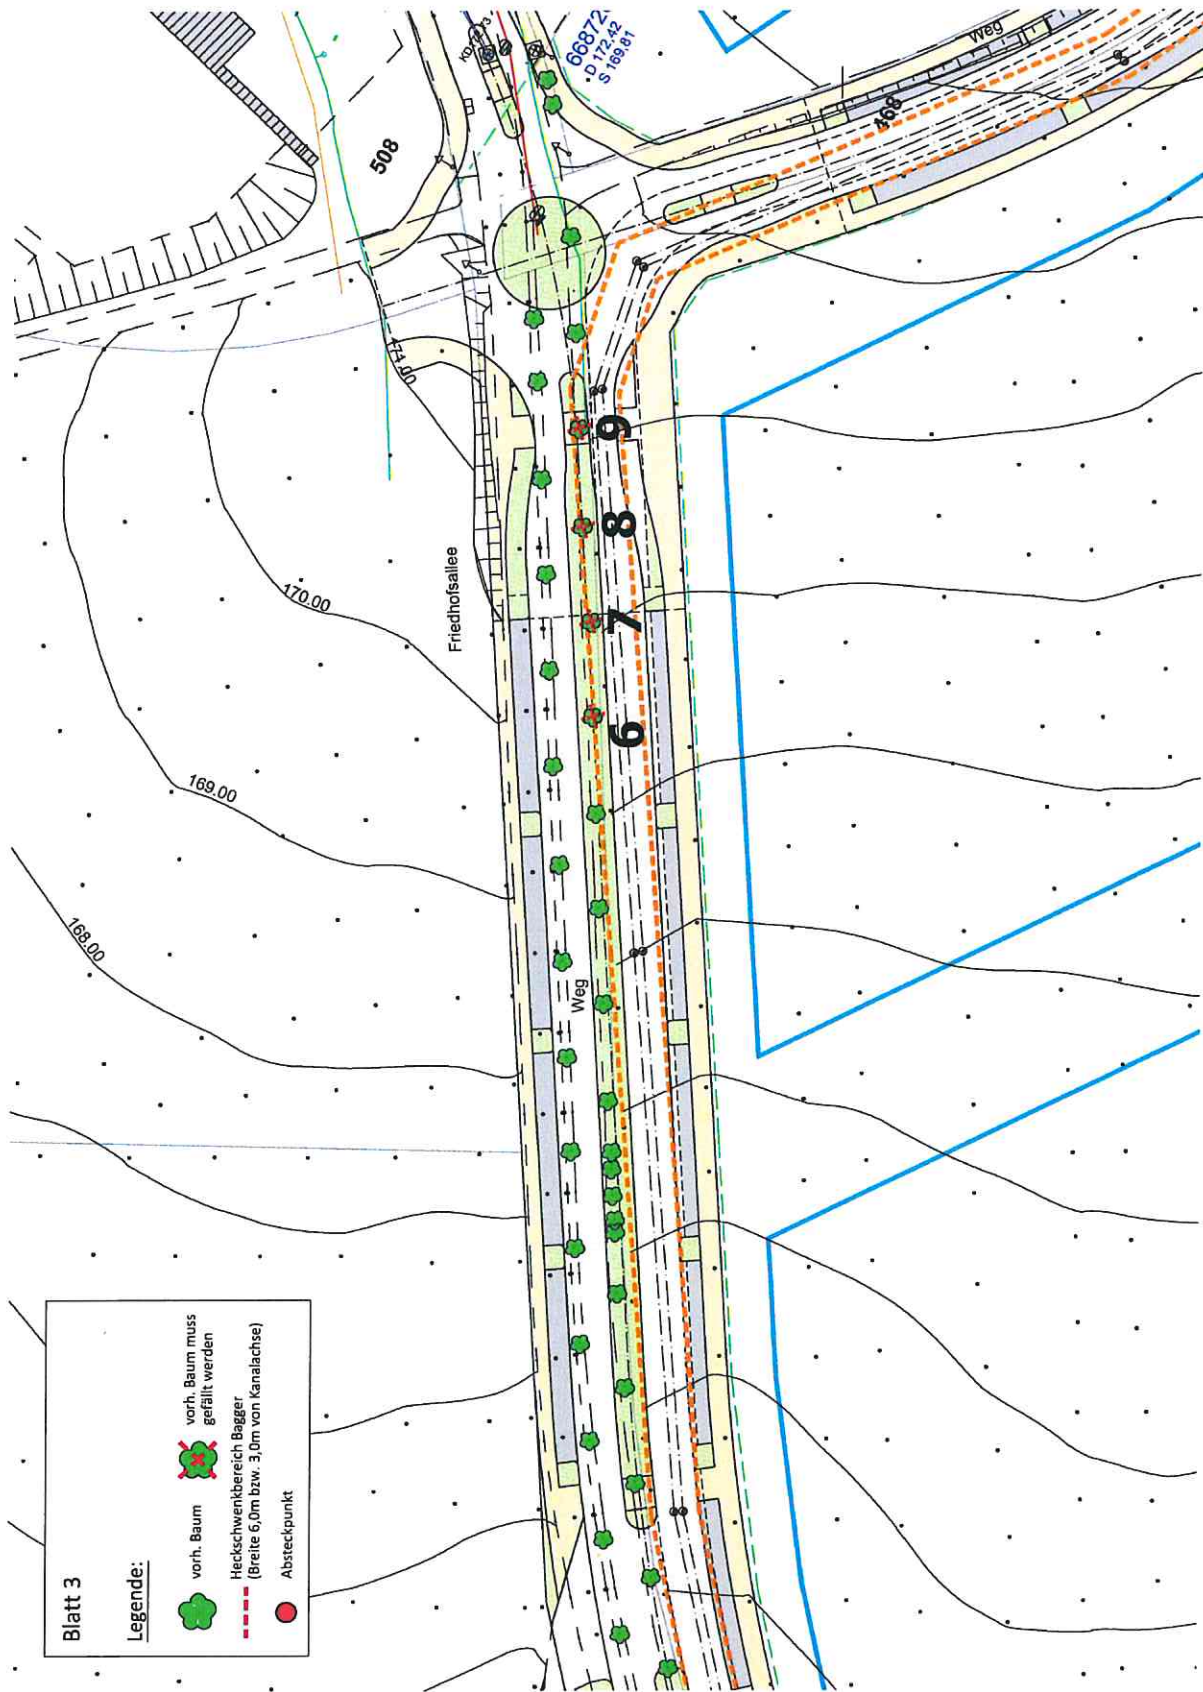 Blatt 3
Legende:
vorh. Baum
vorh. Baum muss
gefällt werden
Heckschwenkbereich Bagger
(Breite 6,0m bzw. 3,0m von Kanalachse)
Absteckpunkt
168.00
169.00
170.00
171.00
Friedhofsallee
Weg
6
7
8
9
508
D 172.42
S 169.81
468
Weg